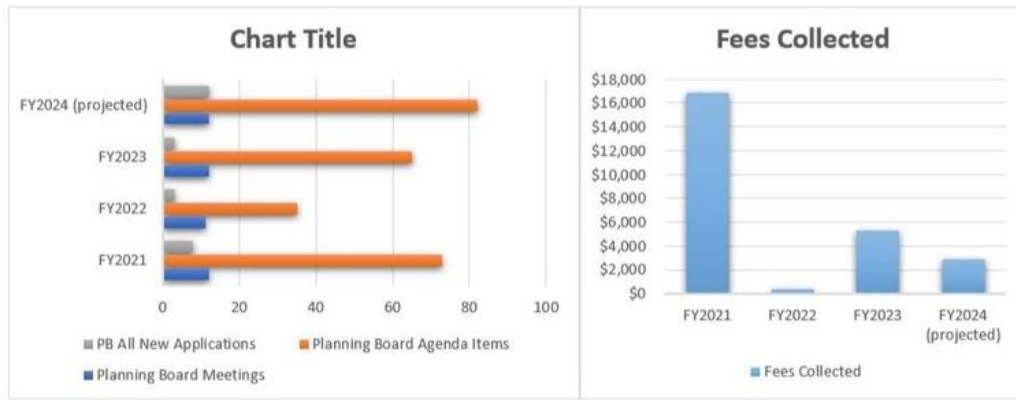 Chart Title
FY2024 (projected)
FY2023
FY2022
FY2021
0 20 40 60 80 100
PB All New Applications Planning Board Agenda Items
Planning Board Meetings
Fees Collected
$18,000
$16,000
$14,000
$12,000
$10,000
$8,000
$6,000
$4,000
$2,000
$0
FY2021 FY2022 FY2023 FY2024
(projected)
Fees Collected